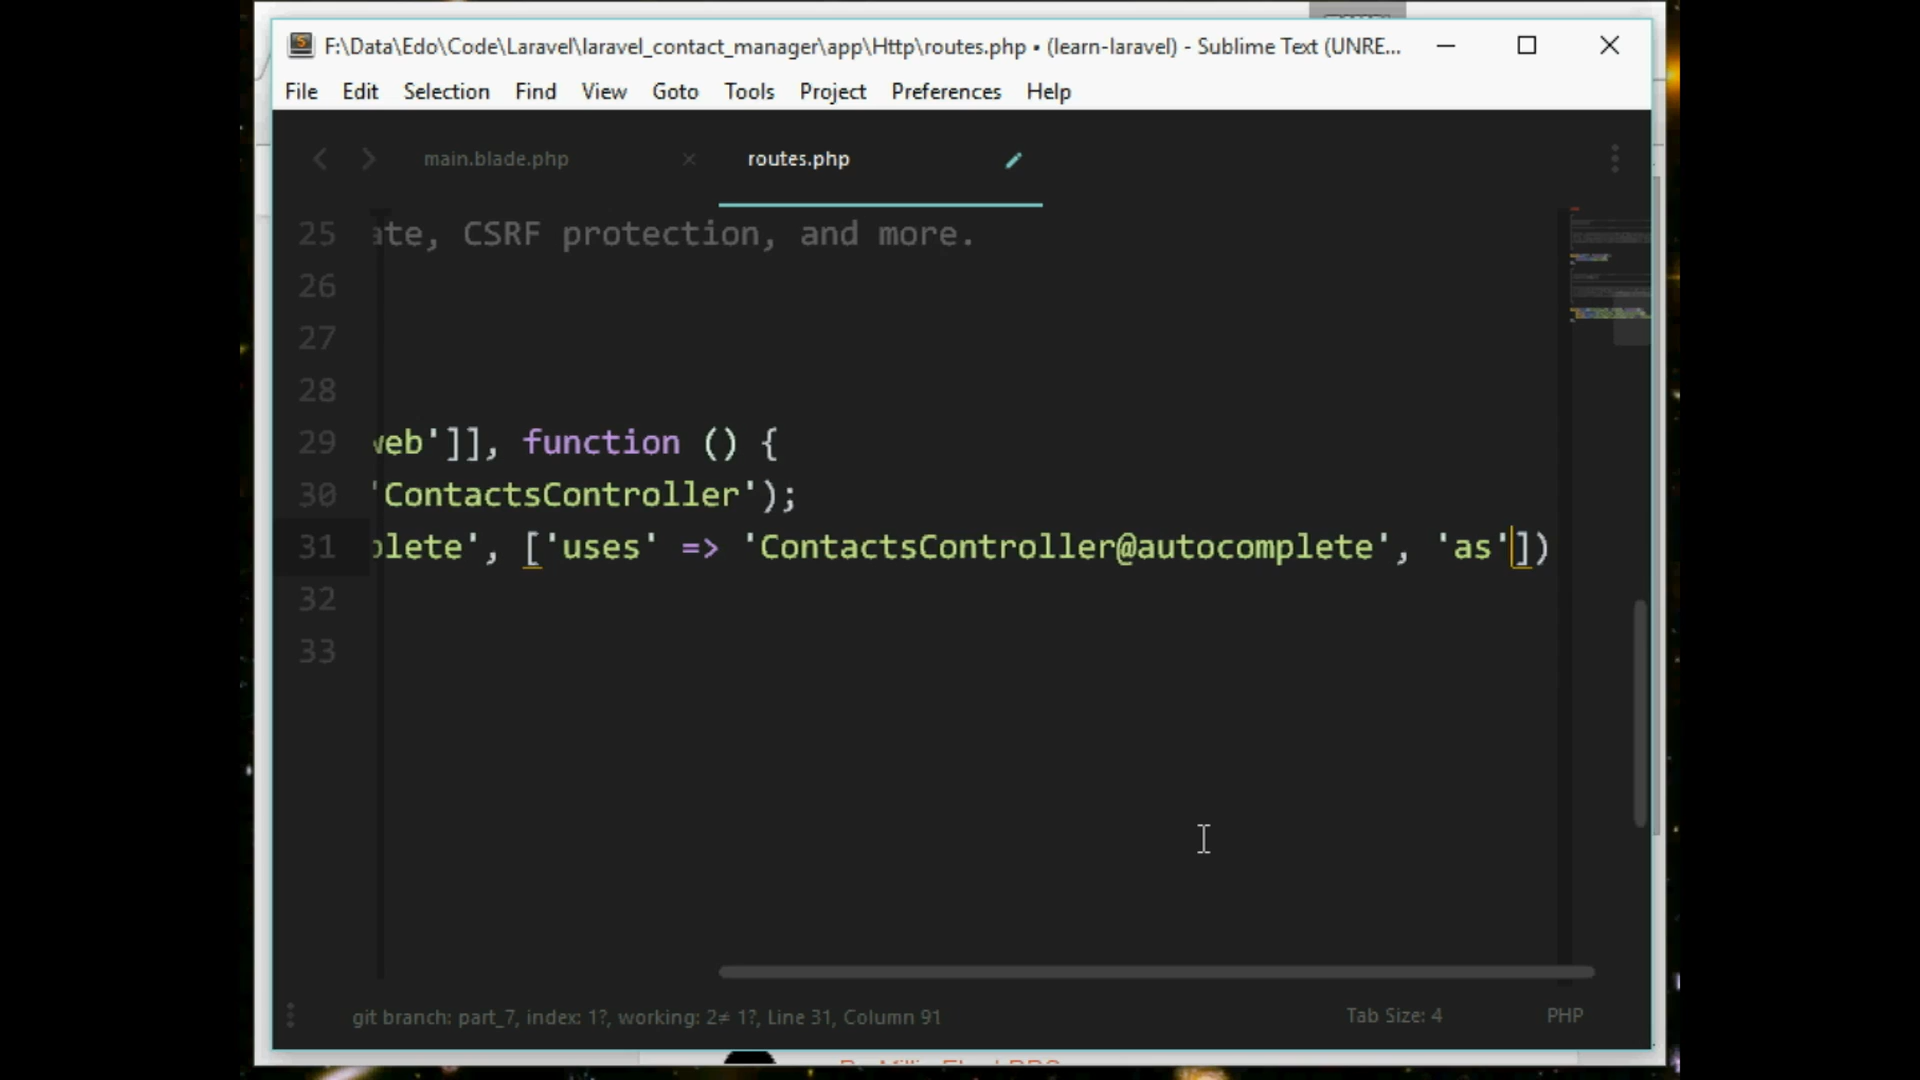 F:\Data\Edo\Code\Laravel\laravel_contact_manager\app\Http\routes.php • (learn-laravel) - Sublime Text (UNRE...
File Edit Selection Find View Goto Tools Project Preferences Help
main.blade.php routes.php
25 ate, CSRF protection, and more.
26
27
28
29 web']], function () {
30 'ContactsController');
31 plete', ['uses' => 'ContactsController@autocomplete', 'as'])
32
33
git branch: part_7, index: 1?, working: 2≠ 1?, Line 31, Column 91 Tab Size: 4 PHP